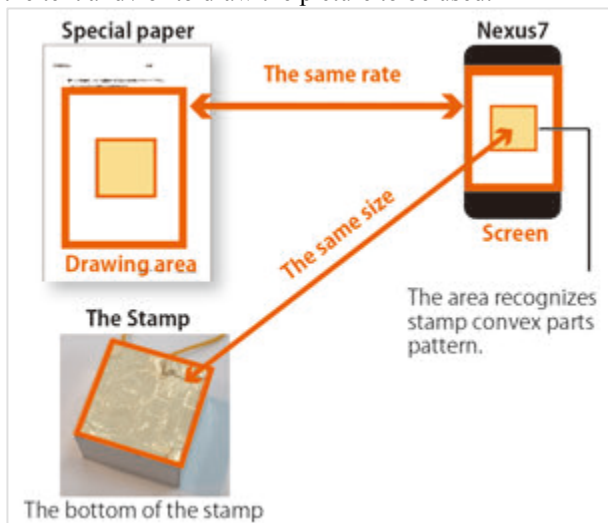 Special paper
Nexus7
The same rate
The same size
Drawing area
Screen
The area recognizes
stamp convex parts
pattern.
The Stamp
The bottom of the stamp